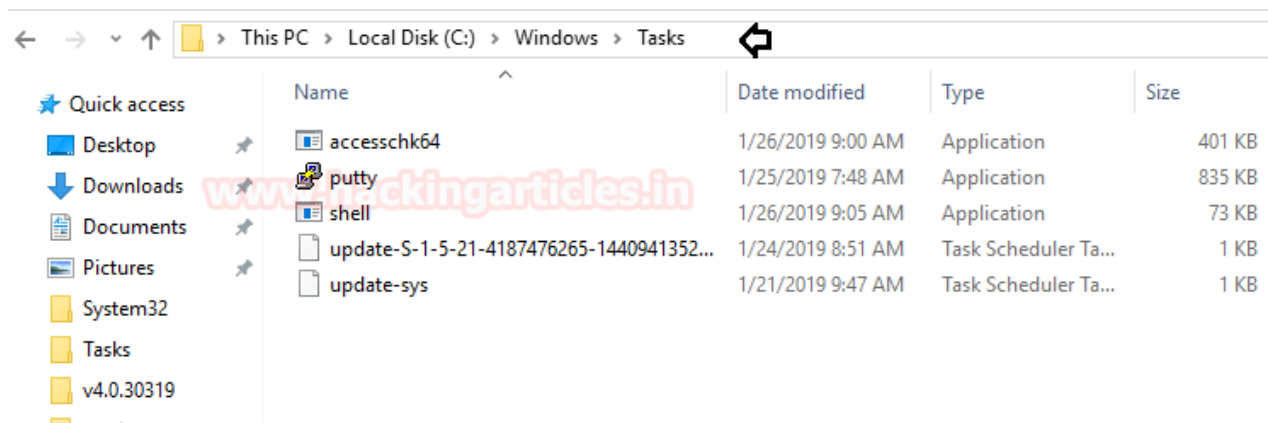 This PC > Local Disk (C:) > Windows > Tasks
Name Date modified Type Size
Quick access
Desktop
Downloads
Documents
Pictures
System32
Tasks
v4.0.30319
accesschk64 1/26/2019 9:00 AM Application 401 KB
putty 1/25/2019 7:48 AM Application 835 KB
shell 1/26/2019 9:05 AM Application 73 KB
update-S-1-5-21-4187476265-1440941352... 1/24/2019 8:51 AM Task Scheduler Ta... 1 KB
update-sys 1/21/2019 9:47 AM Task Scheduler Ta... 1 KB
www.hackingarticles.in